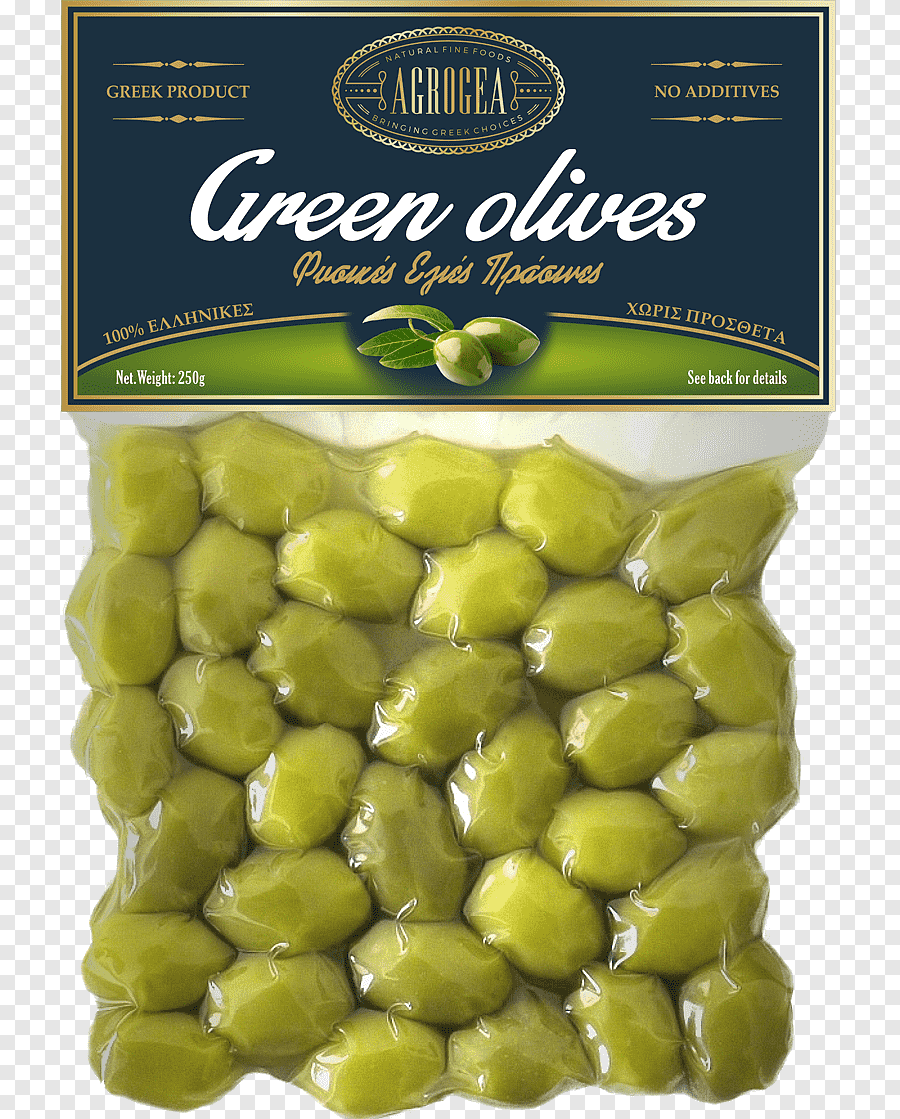 NATURAL FINE FOODS
AGROGEA
BRINGING GREEK CHOICES
GREEK PRODUCT
NO ADDITIVES
Green olives
Φυσικές Ελιές Πράσινες
100% ΕΛΛΗΝΙΚΕΣ
ΧΩΡΙΣ ΠΡΟΣΘΕΤΑ
Net.Weight: 250g
See back for details